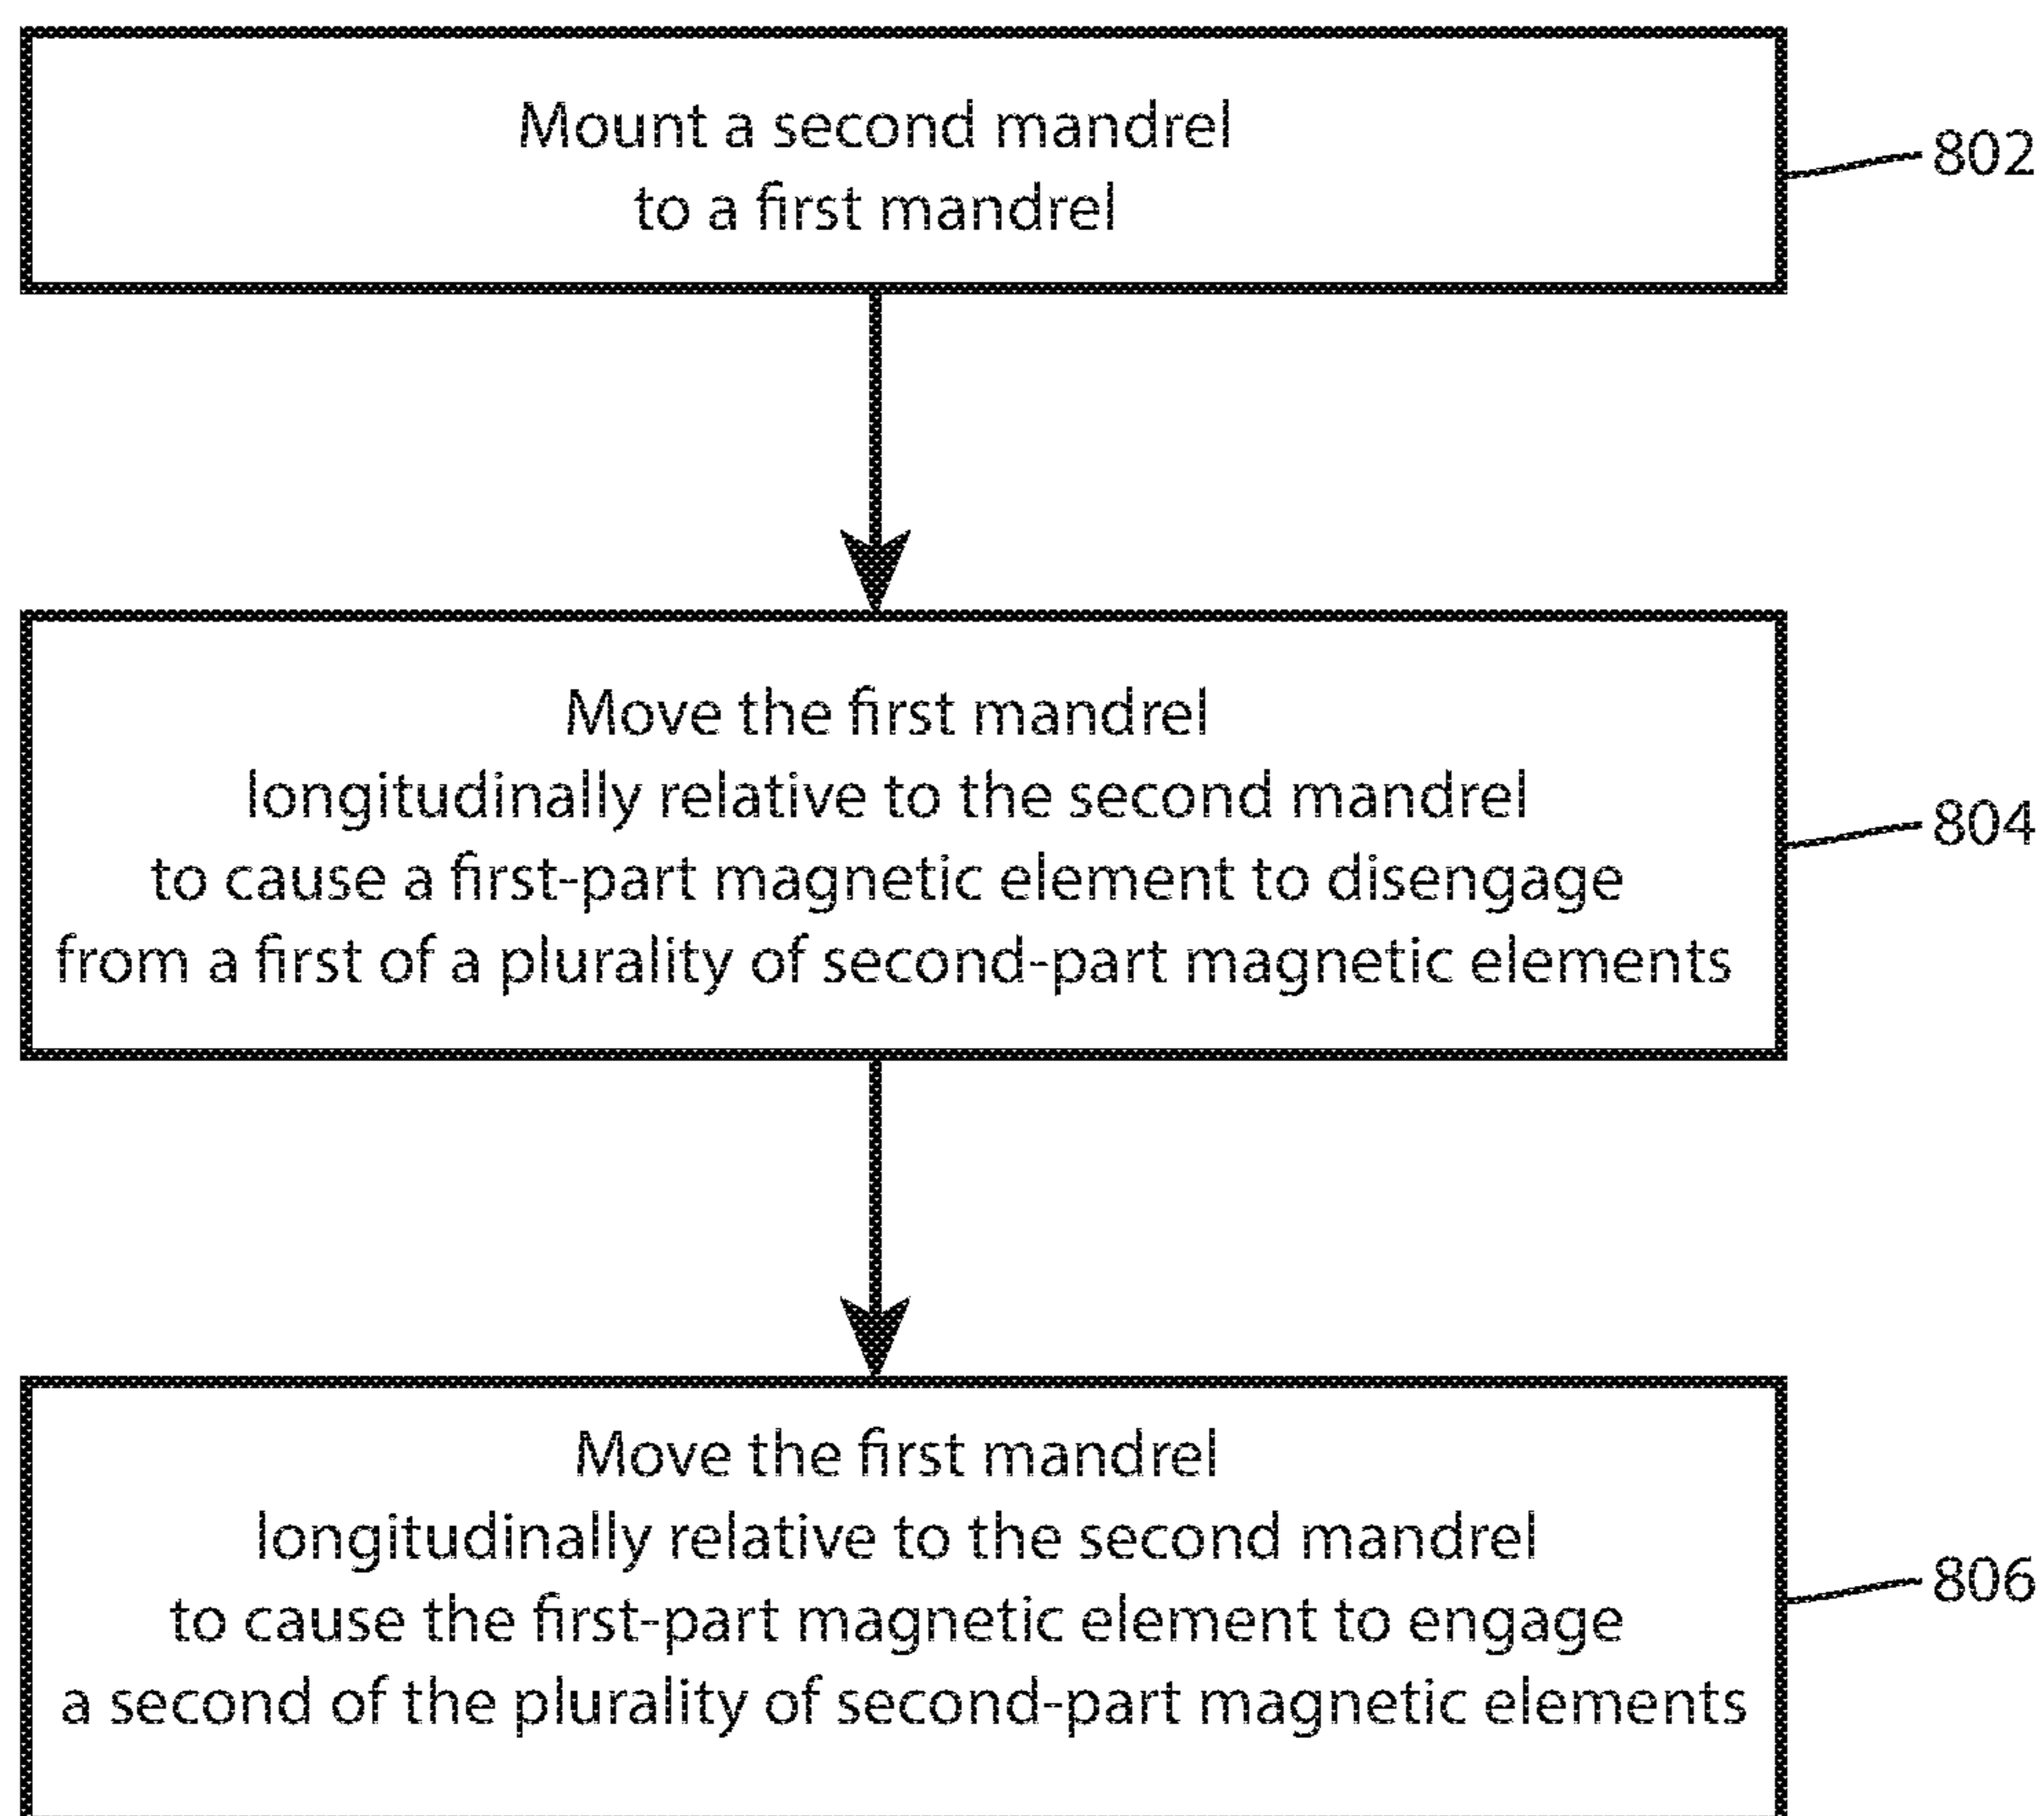 Mount a second mandrel
to a first mandrel
802
Move the first mandrel
longitudinally relative to the second mandrel
to cause a first-part magnetic element to disengage
from a first of a plurality of second-part magnetic elements
804
Move the first mandrel
longitudinally relative to the second mandrel
to cause the first-part magnetic element to engage
a second of the plurality of second-part magnetic elements
806